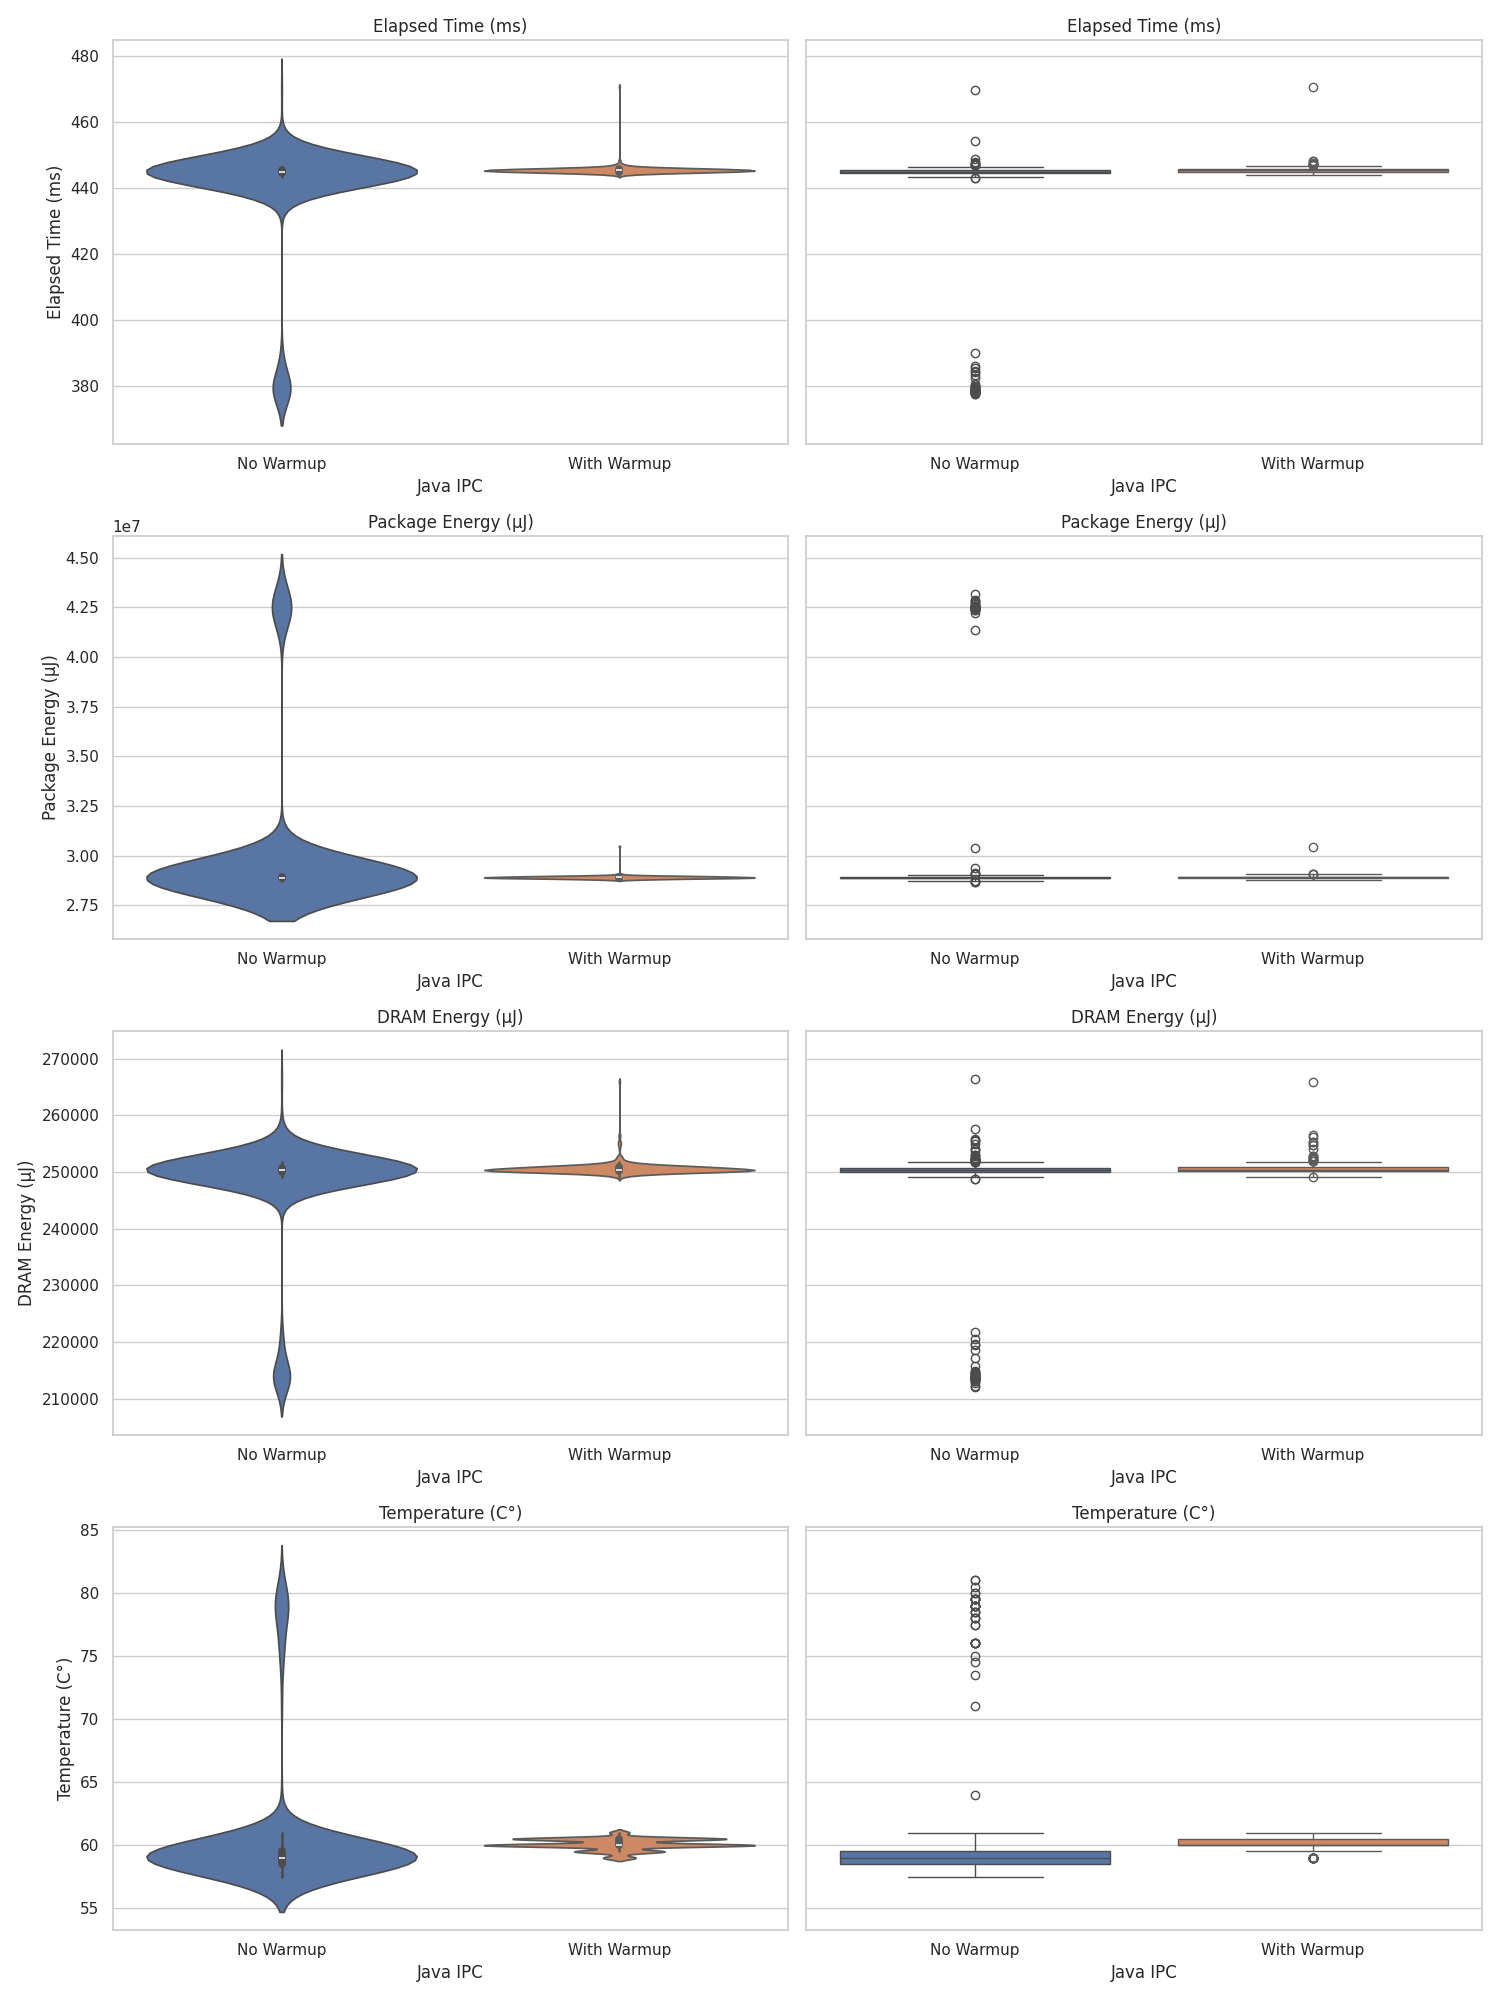 Elapsed Time (ms)
Elapsed Time (ms)
Elapsed Time (ms)
480
460
440
420
400
380
No Warmup
With Warmup
Java IPC
No Warmup
With Warmup
Java IPC
Package Energy (µJ)
Package Energy (µJ)
1e7
Package Energy (µJ)
4.50
4.25
4.00
3.75
3.50
3.25
3.00
2.75
No Warmup
With Warmup
Java IPC
No Warmup
With Warmup
Java IPC
DRAM Energy (µJ)
DRAM Energy (µJ)
DRAM Energy (µJ)
270000
260000
250000
240000
230000
220000
210000
No Warmup
With Warmup
Java IPC
No Warmup
With Warmup
Java IPC
Temperature (C°)
Temperature (C°)
Temperature (C°)
85
80
75
70
65
60
55
No Warmup
With Warmup
Java IPC
No Warmup
With Warmup
Java IPC